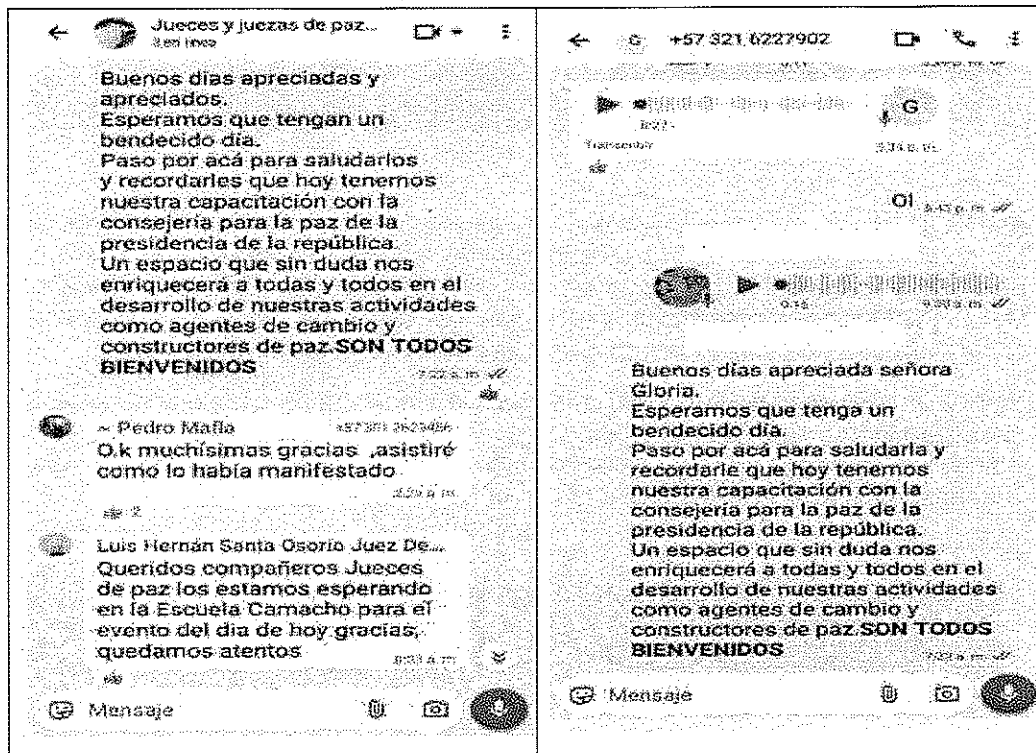 Jueces y juezas de paz...
Buenos días apreciadas y
apreciados.
Esperamos que tengan un
bendecido día.
Paso por acá para saludarlos
y recordarles que hoy tenemos
nuestra capacitación con la
consejería para la paz de la
presidencia de la república.
Un espacio que sin duda nos
enriquecerá a todas y todos en el
desarrollo de nuestras actividades
como agentes de cambio y
constructores de paz.SON TODOS
BIENVENIDOS
7:22 a. m.
~ Pedro Mafla
O.k muchísimas gracias ,asistiré
como lo había manifestado
2
Luis Hernán Santa Osorio Juez De...
Queridos compañeros Jueces
de paz los estamos esperando
en la Escuela Camacho para el
evento del dia de hoy gracias,
quedamos atentos
Mensaje
G +57 321 6227902
G
Transcribir
OI
0:16
Buenos días apreciada señora
Gloria.
Esperamos que tenga un
bendecido día.
Paso por acá para saludarla y
recordarle que hoy tenemos
nuestra capacitación con la
consejería para la paz de la
presidencia de la república.
Un espacio que sin duda nos
enriquecerá a todas y todos en el
desarrollo de nuestras actividades
como agentes de cambio y
constructores de paz.SON TODOS
BIENVENIDOS
Mensaje